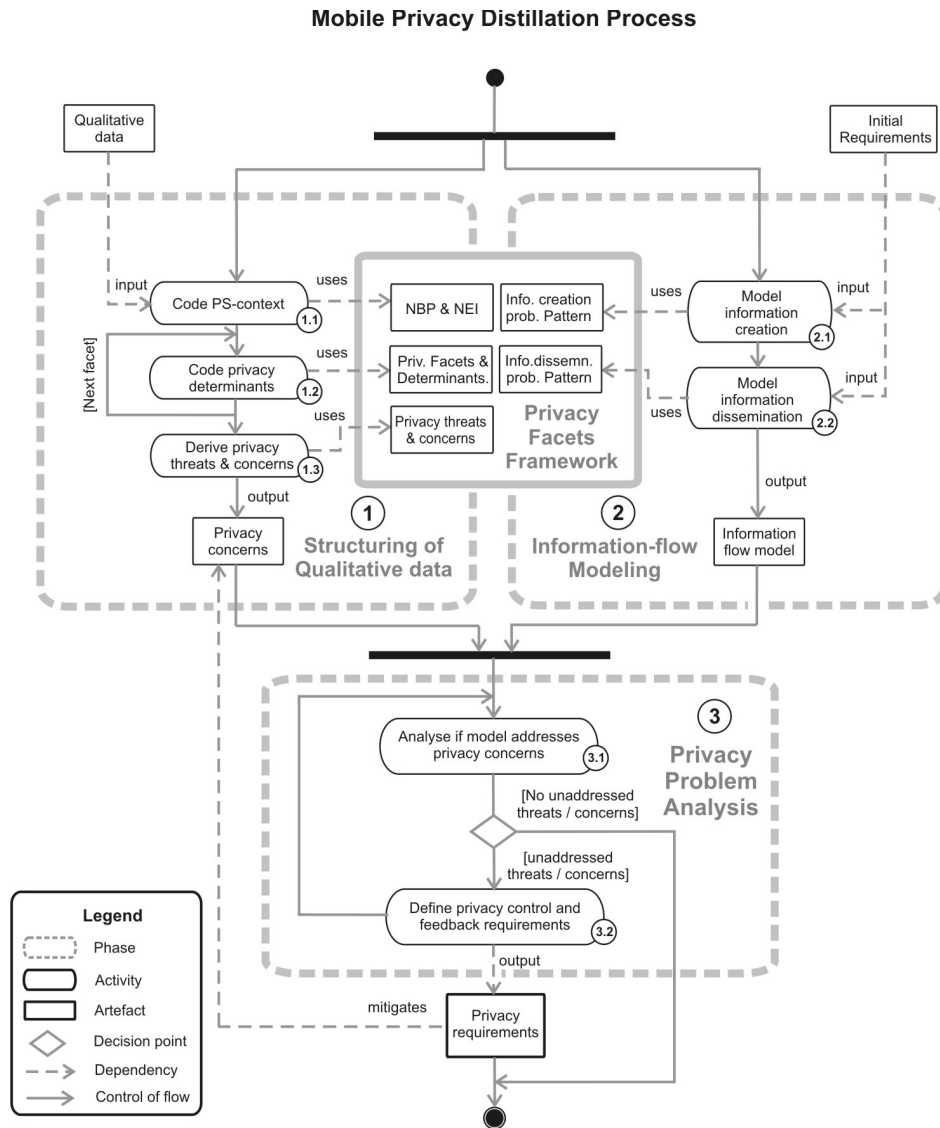 Mobile Privacy Distillation Process
Qualitative
data
Initial
Requirements
input
uses
Code PS-context
1.1
NBP & NEI
Info. creation
prob. Pattern
uses
Model
information
creation
2.1
input
[Next facet]
Code privacy
determinants
1.2
uses
Priv. Facets &
Determinants.
Info.dissemn.
prob. Pattern
uses
Model
information
dissemination
2.2
input
Derive privacy
threats & concerns
1.3
uses
Privacy threats
& concerns
Privacy
Facets
Framework
output
output
Privacy
concerns
1
Structuring of
Qualitative data
2
Information-flow
Modeling
Information
flow model
Analyse if model addresses
privacy concerns
3.1
3
Privacy
Problem
Analysis
[No unaddressed
threats / concerns]
[unaddressed
threats / concerns]
Define privacy control and
feedback requirements
3.2
output
mitigates
Privacy
requirements
Legend
Phase
Activity
Artefact
Decision point
Dependency
Control of flow